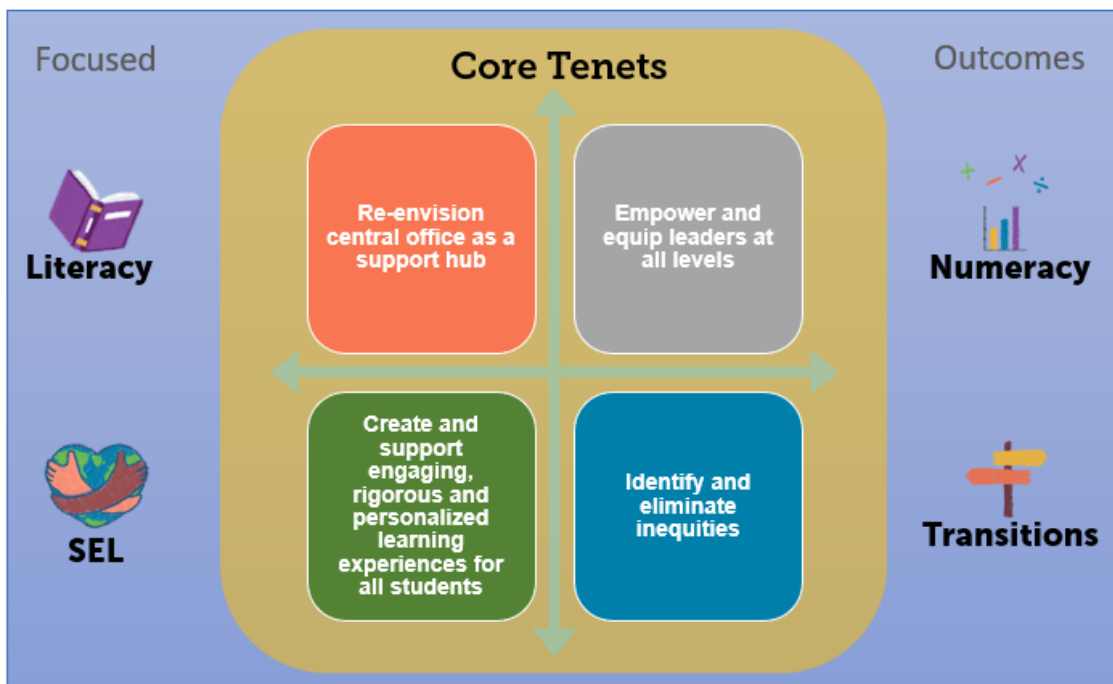 Focused
Core Tenets
Outcomes
Re-envision
central office as a
support hub
Empower and
equip leaders at
all levels
Literacy
Numeracy
Create and
support
engaging,
rigorous and
personalized
learning
experiences for
all students
Identify and
eliminate
inequities
SEL
Transitions